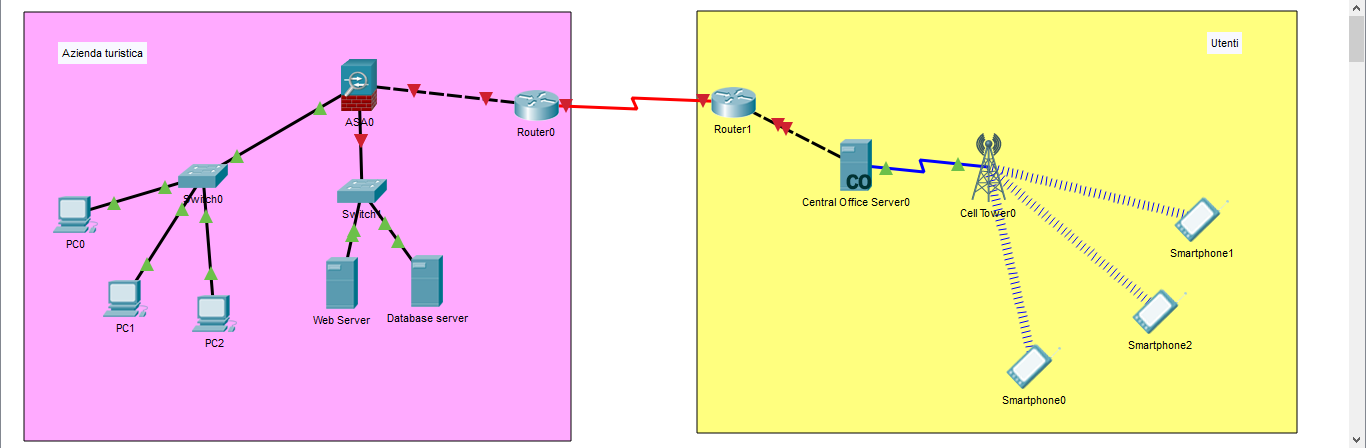 Azienda turistica
Utenti
ASA0
Router0
Router1
Switch0
Switch1
PC0
PC1
PC2
Web Server
Database server
CO
Central Office Server0
Cell Tower0
Smartphone1
Smartphone2
Smartphone0